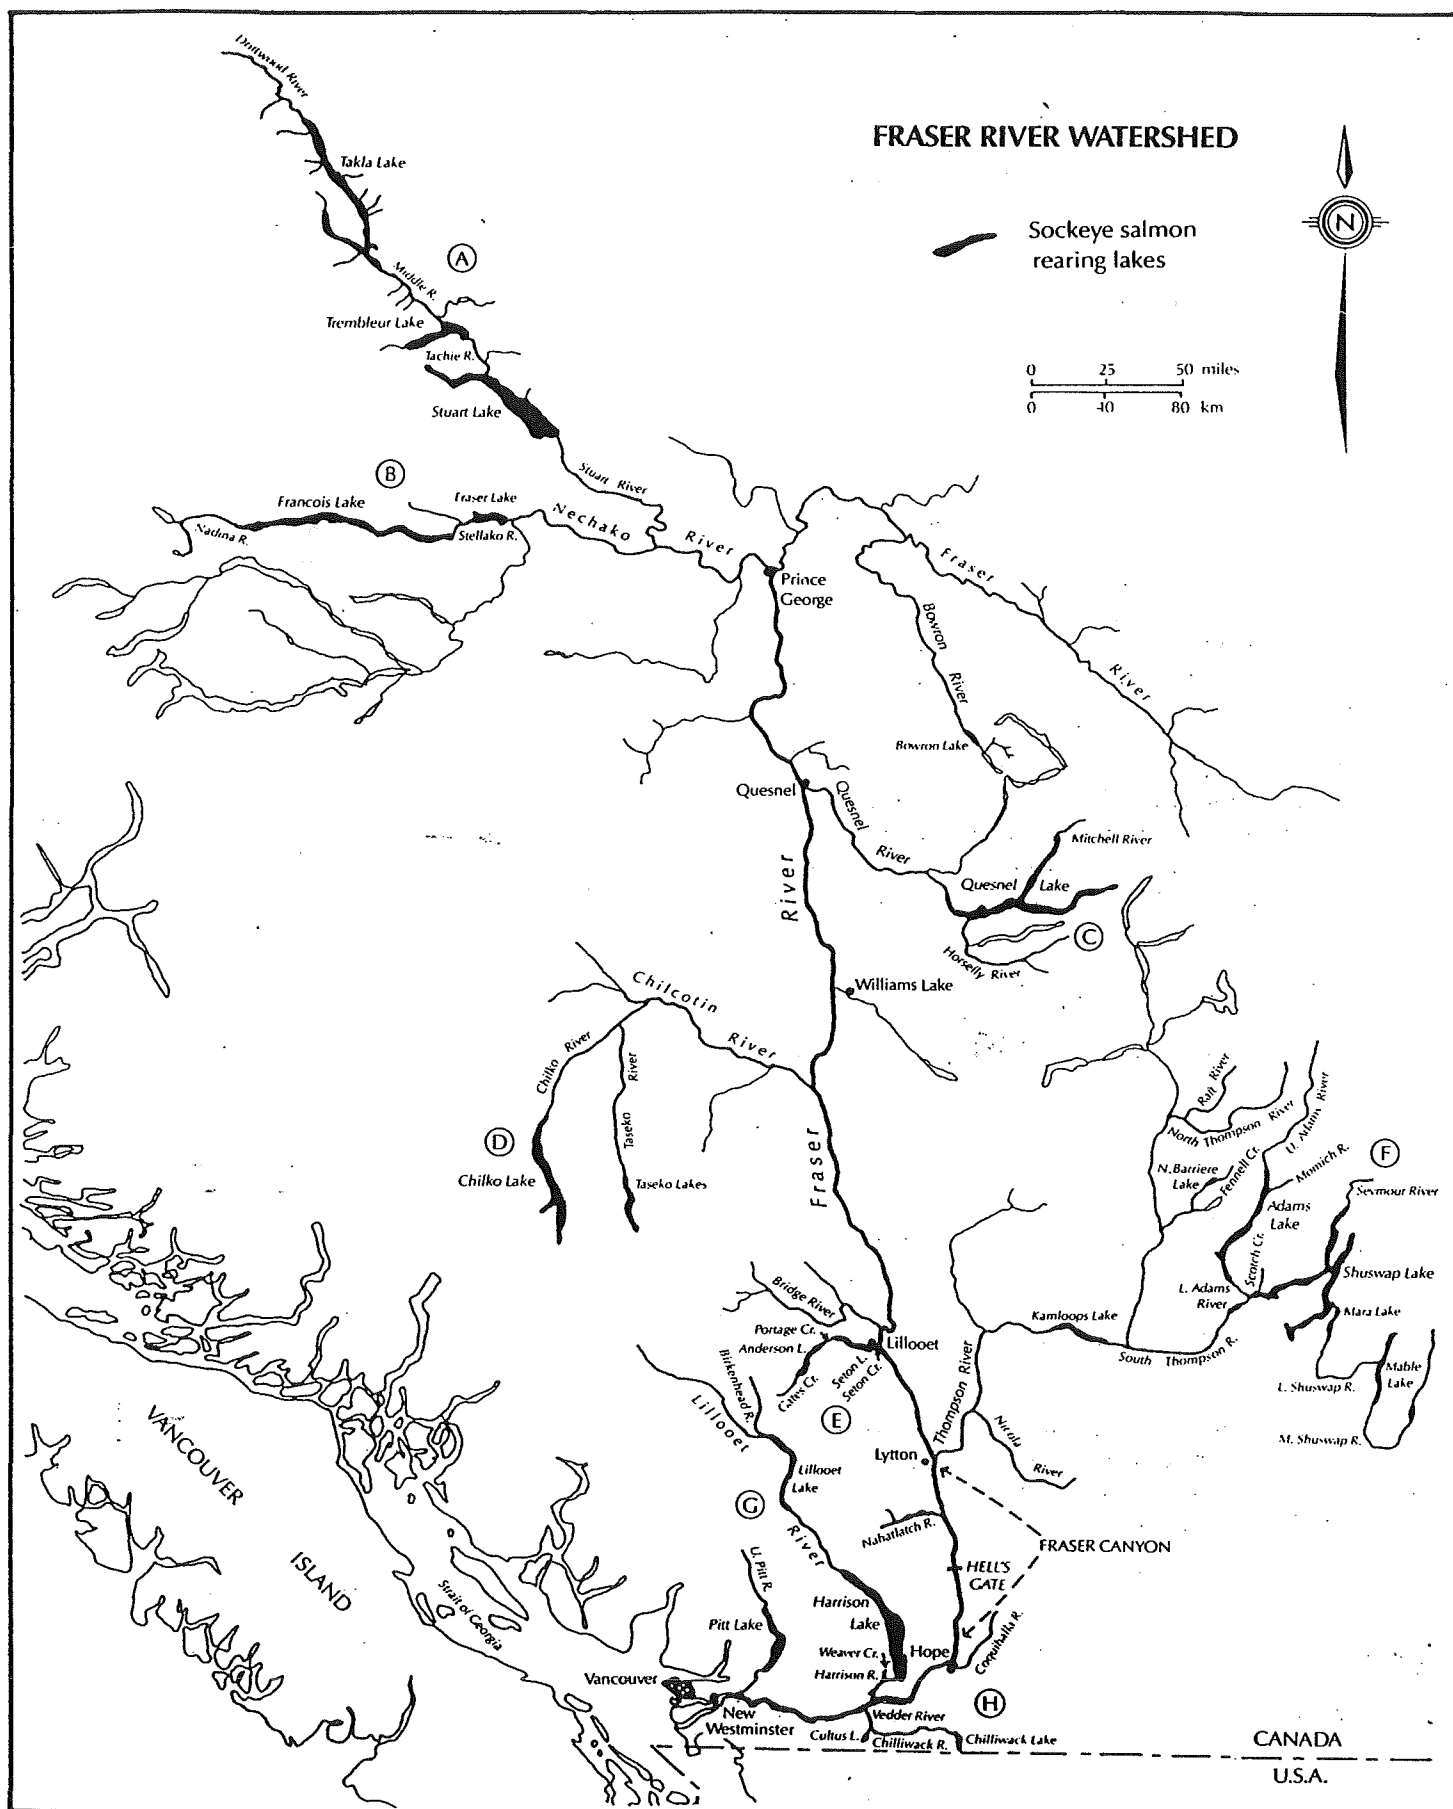 Driftwood River
FRASER RIVER WATERSHED
Takla Lake
N
Sockeye salmon
rearing lakes
A
Middle R.
Trembleur Lake
Tachie R.
0 25 50 miles
0 40 80 km
Stuart Lake
B
Stuart River
Francois Lake
Fraser Lake
Nadina R.
Stellako R.
Nechako River
Fraser River
Prince
George
Bowron River
Bowron Lake
Quesnel
Quesnel River
Mitchell River
Quesnel Lake
River
C
Horsefly River
Williams Lake
Chilcotin River
Chilko River
Taseko River
Raft River
North Thompson River
U. Adams River
D
Fraser
N. Barriere
Lake
Fennell Cr.
Momich R.
F
Chilko Lake
Taseko Lakes
Seymour River
Adams
Lake
Scotch Cr.
Shuswap Lake
Bridge River
L. Adams
River
Kamloops Lake
Mara Lake
Portage Cr.
Anderson L.
Lillooet
Seton L.
Seton Cr.
South Thompson R.
Mable
Lake
Birkenhead R.
Gates Cr.
Thompson River
L. Shuswap R.
E
Lillooet
Nicola River
M. Shuswap R.
VANCOUVER
ISLAND
Lytton
Lillooet
Lake
G
River
Nahatlatch R.
FRASER CANYON
HELL'S
GATE
U. Pitt R.
Harrison
Lake
Strait of Georgia
Pitt Lake
Weaver Cr.
Hope
Coquihalla R.
Vancouver
Harrison R.
H
New
Westminster
Vedder River
Cultus L.
Chilliwack R.
Chilliwack Lake
CANADA
U.S.A.